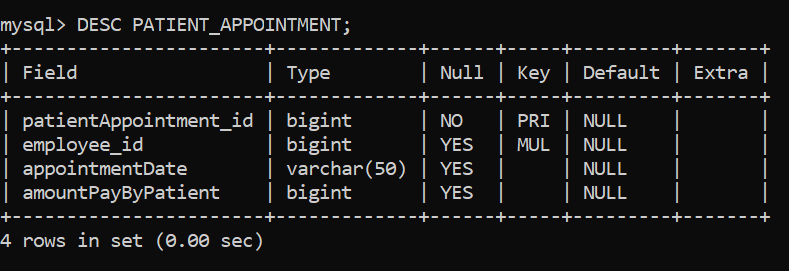 mysql> DESC PATIENT_APPOINTMENT;
+----------------------+-------------+------+-----+---------+-------+
| Field                | Type        | Null | Key | Default | Extra |
+----------------------+-------------+------+-----+---------+-------+
| patientAppointment_id | bigint      | NO   | PRI | NULL    |       |
| employee_id          | bigint      | YES  | MUL | NULL    |       |
| appointmentDate      | varchar(50) | YES  |     | NULL    |       |
| amountPayByPatient   | bigint      | YES  |     | NULL    |       |
+----------------------+-------------+------+-----+---------+-------+
4 rows in set (0.00 sec)